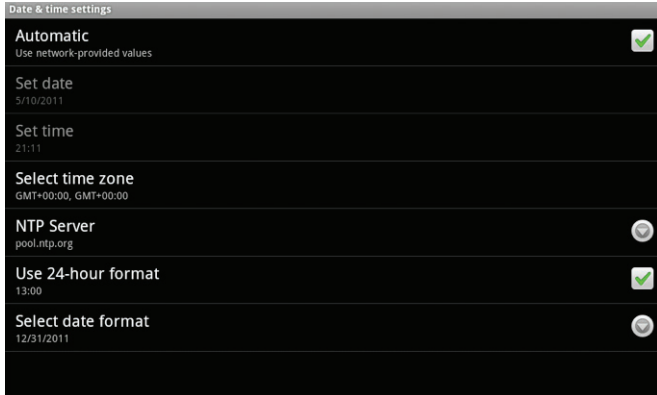 Date & time settings
Automatic
Use network-provided values
Set date
5/10/2011
Set time
21:11
Select time zone
GMT+00:00, GMT+00:00
NTP Server
pool.ntp.org
Use 24-hour format
13:00
Select date format
12/31/2011